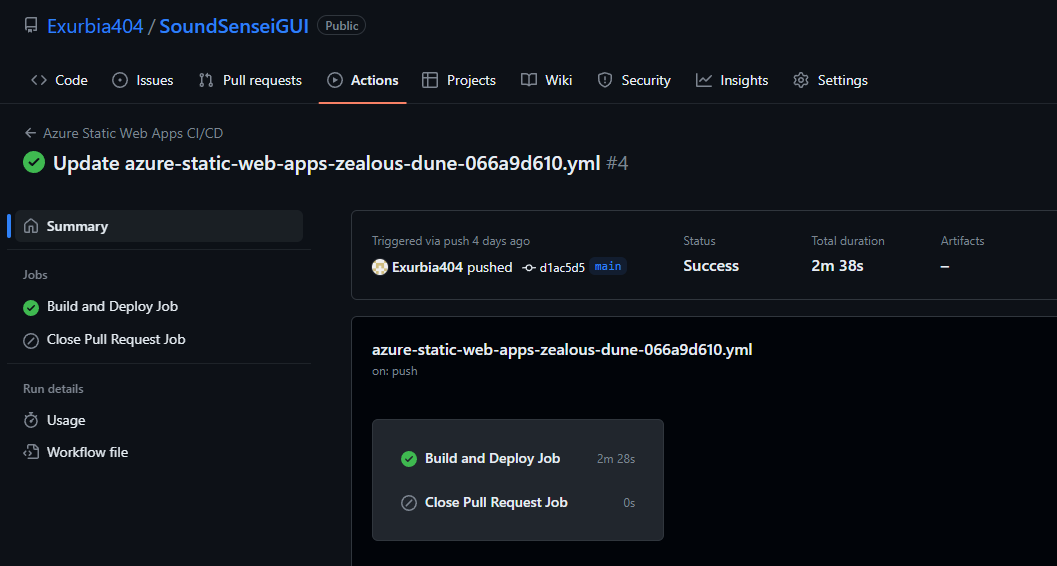 Exurbia404 / SoundSenseiGUI Public
Code Issues Pull requests Actions Projects Wiki Security Insights Settings
Azure Static Web Apps CI/CD
Update azure-static-web-apps-zealous-dune-066a9d610.yml #4
Summary
Jobs
Build and Deploy Job
Close Pull Request Job
Run details
Usage
Workflow file
Triggered via push 4 days ago
Exurbia404 pushed d1ac5d5 main
Status
Success
Total duration
2m 38s
Artifacts
–
azure-static-web-apps-zealous-dune-066a9d610.yml
on: push
Build and Deploy Job 2m 28s
Close Pull Request Job 0s